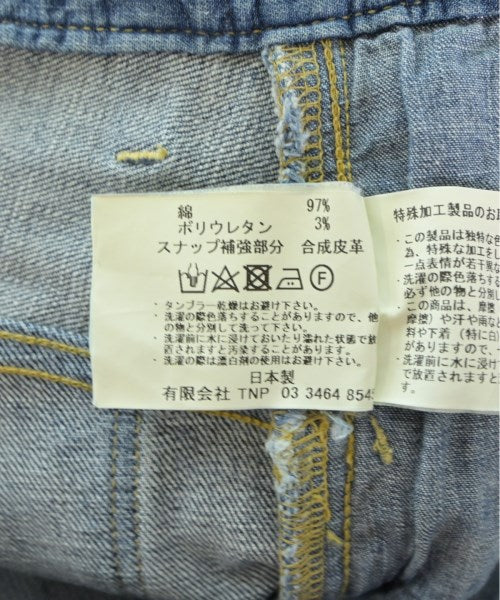 綿 97%
ポリウレタン 3%
スナップ補強部分 合成皮革
F
・タンブラー乾燥はお避け下さい。
・洗濯の際色落ちすることがありますので、他
の物と分別して洗って下さい。
・洗濯前に水に浸けておいたり濡れた状態で放
置されますと汚染することがあります。
・洗濯の際は漂白剤の使用はお避け下さい。
日本製
有限会社 TNP 03 3464 8545
特殊加工製品のお
・この製品は独特な色
為、特殊な加工をし
一点表情が若干異な
・洗濯の際色落ちする
必ず他の物と分別
・この商品は、摩擦
摩擦)や汗や雨
料や下着(特に白
がありますので、
・洗濯前に水に浸け
で放置されますと
あります。